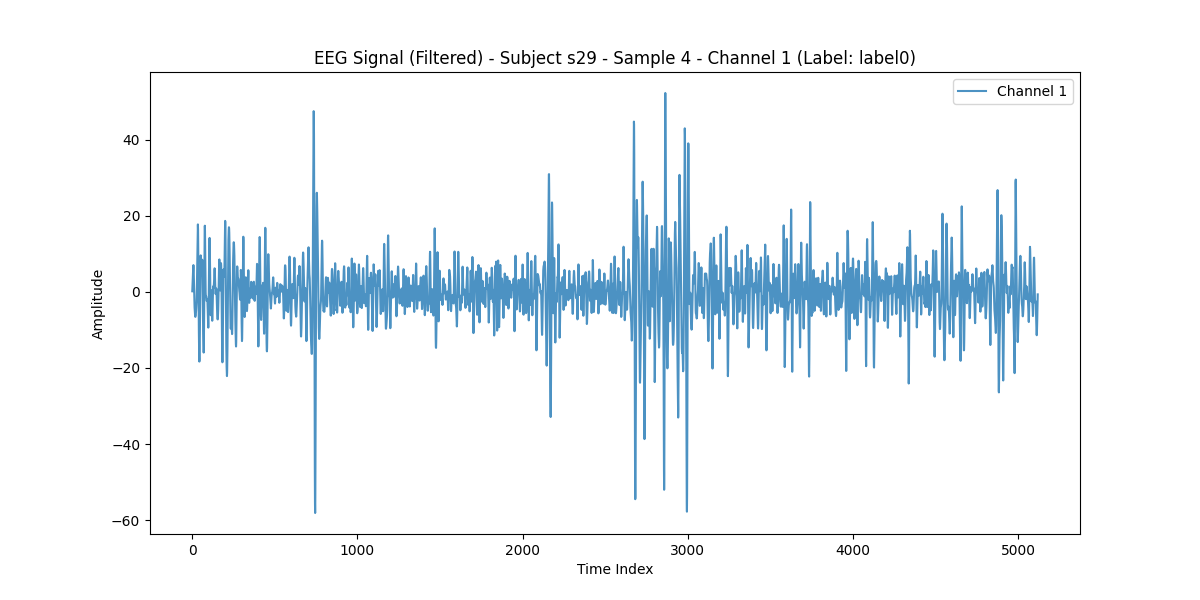 EEG Signal (Filtered) - Subject s29 - Sample 4 - Channel 1 (Label: label0)
Channel 1
Amplitude
40
20
0
−20
−40
−60
0 1000 2000 3000 4000 5000
Time Index